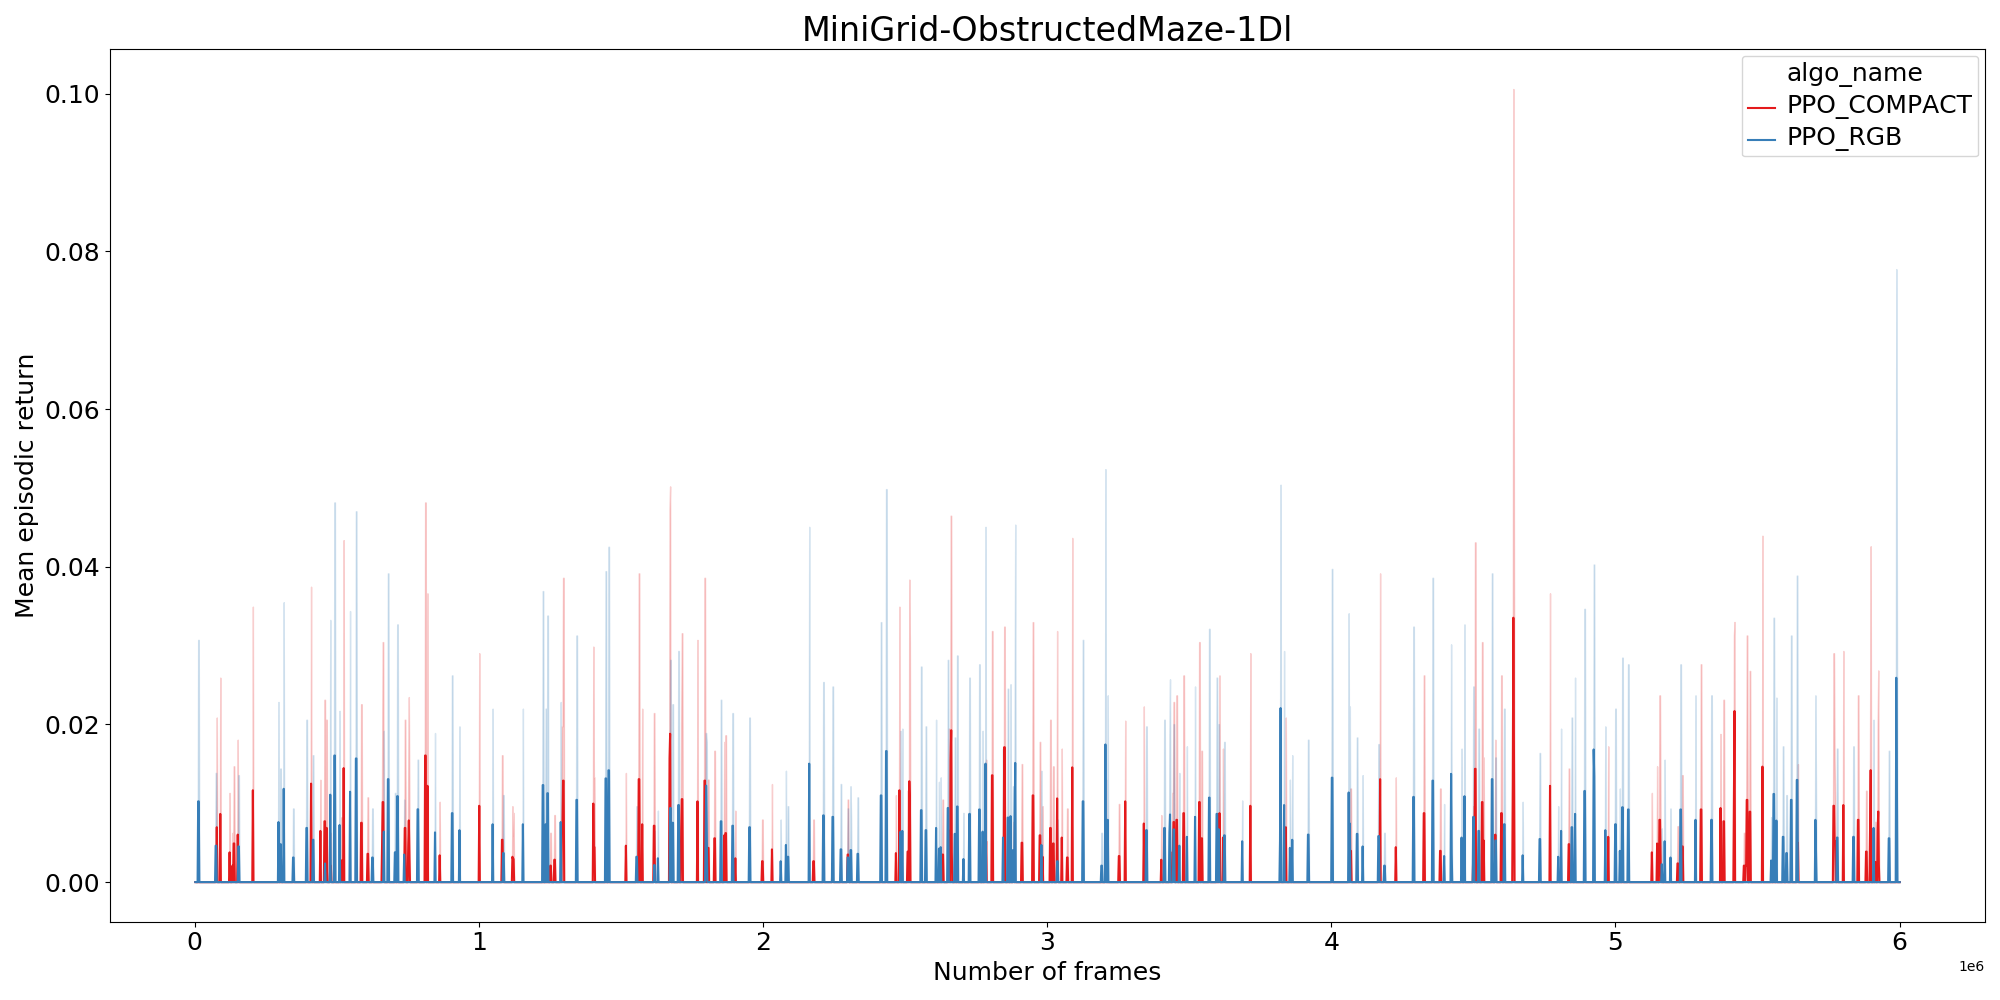 MiniGrid-ObstructedMaze-1Dl
algo_name
PPO_COMPACT
PPO_RGB
Mean episodic return
0.10
0.08
0.06
0.04
0.02
0.00
0 1 2 3 4 5 6
Number of frames
1e6